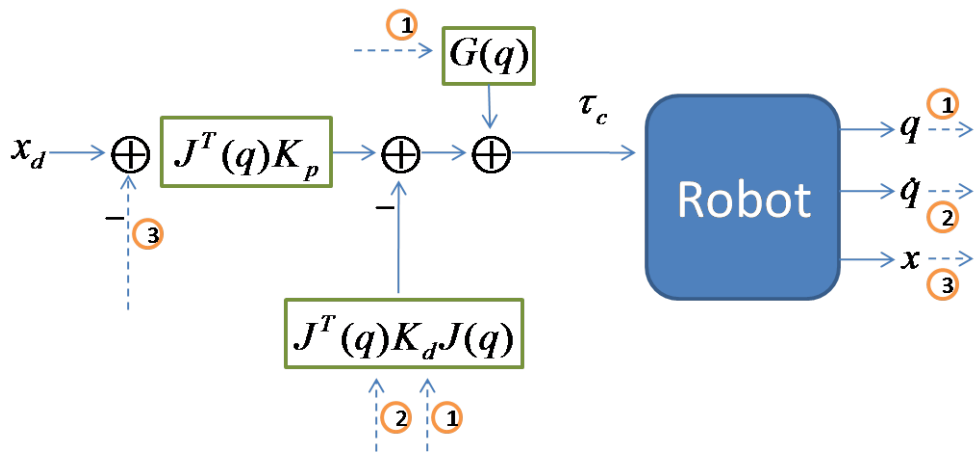 1
G(q)
τ_c
x_d
J^T(q)K_p
−
3
−
J^T(q)K_dJ(q)
2
1
Robot
q
1
q̇
2
x
3